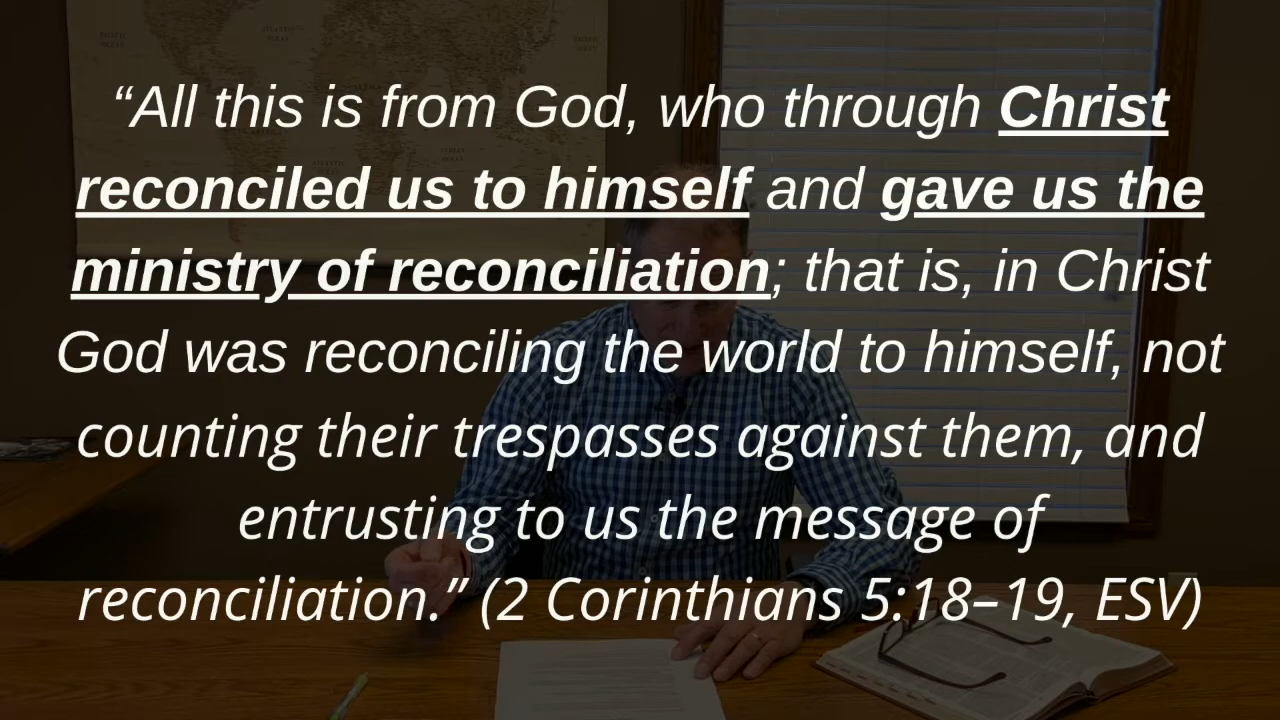 “All this is from God, who through Christ
reconciled us to himself and gave us the
ministry of reconciliation; that is, in Christ
God was reconciling the world to himself, not
counting their trespasses against them, and
entrusting to us the message of
reconciliation.” (2 Corinthians 5:18–19, ESV)